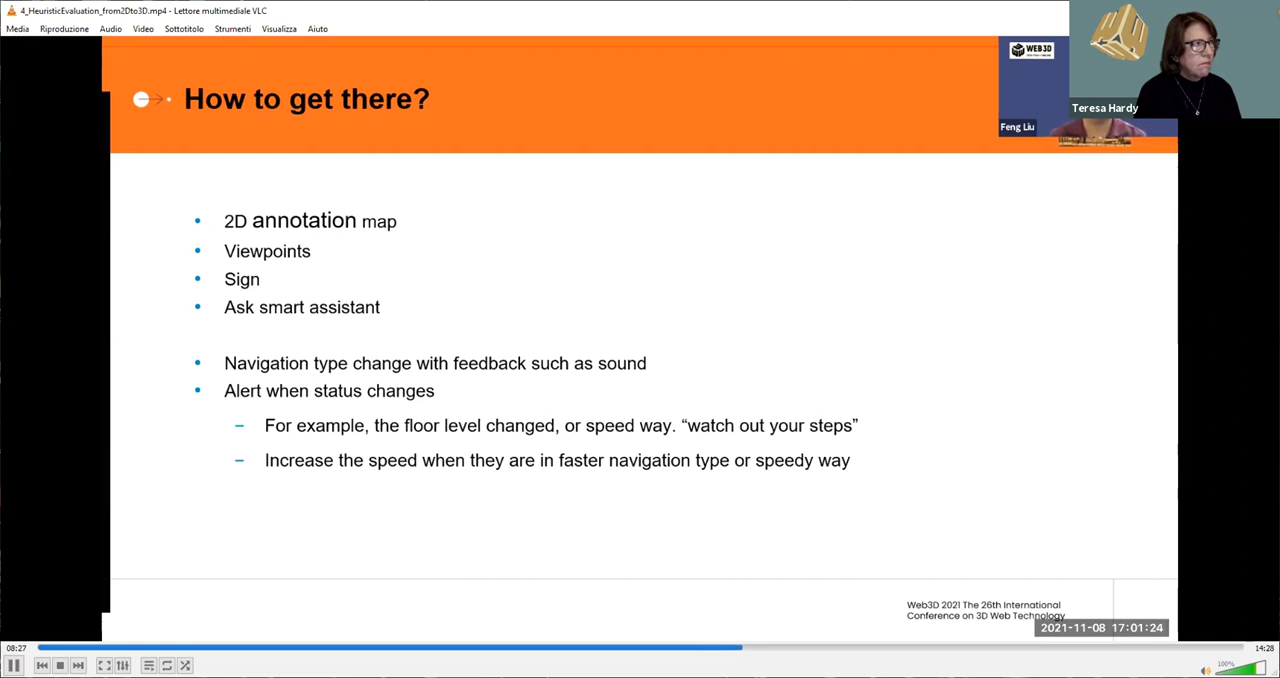 4_HeuristicEvaluation_from2Dto3D.mp4 - Lettore multimediale VLC
Media Riproduzione Audio Video Sottotitolo Strumenti Visualizza Aiuto
WEB3D
Teresa Hardy
Feng Liu
How to get there?
• 2D annotation map
• Viewpoints
• Sign
• Ask smart assistant
• Navigation type change with feedback such as sound
• Alert when status changes
– For example, the floor level changed, or speed way. “watch out your steps”
– Increase the speed when they are in faster navigation type or speedy way
Web3D 2021 The 26th International
Conference on 3D Web Technology
2021-11-08 17:01:24
08:27
14:28
100%